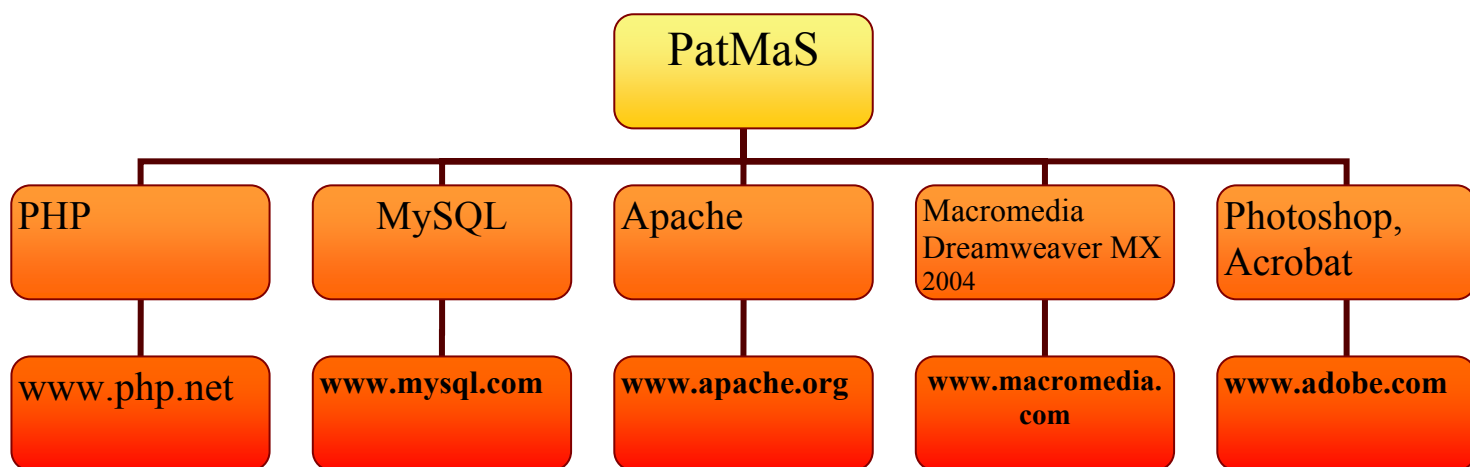 PatMaS
PHP
MySQL
Apache
Macromedia
Dreamweaver MX
2004
Photoshop,
Acrobat
www.php.net
www.mysql.com
www.apache.org
www.macromedia.
com
www.adobe.com